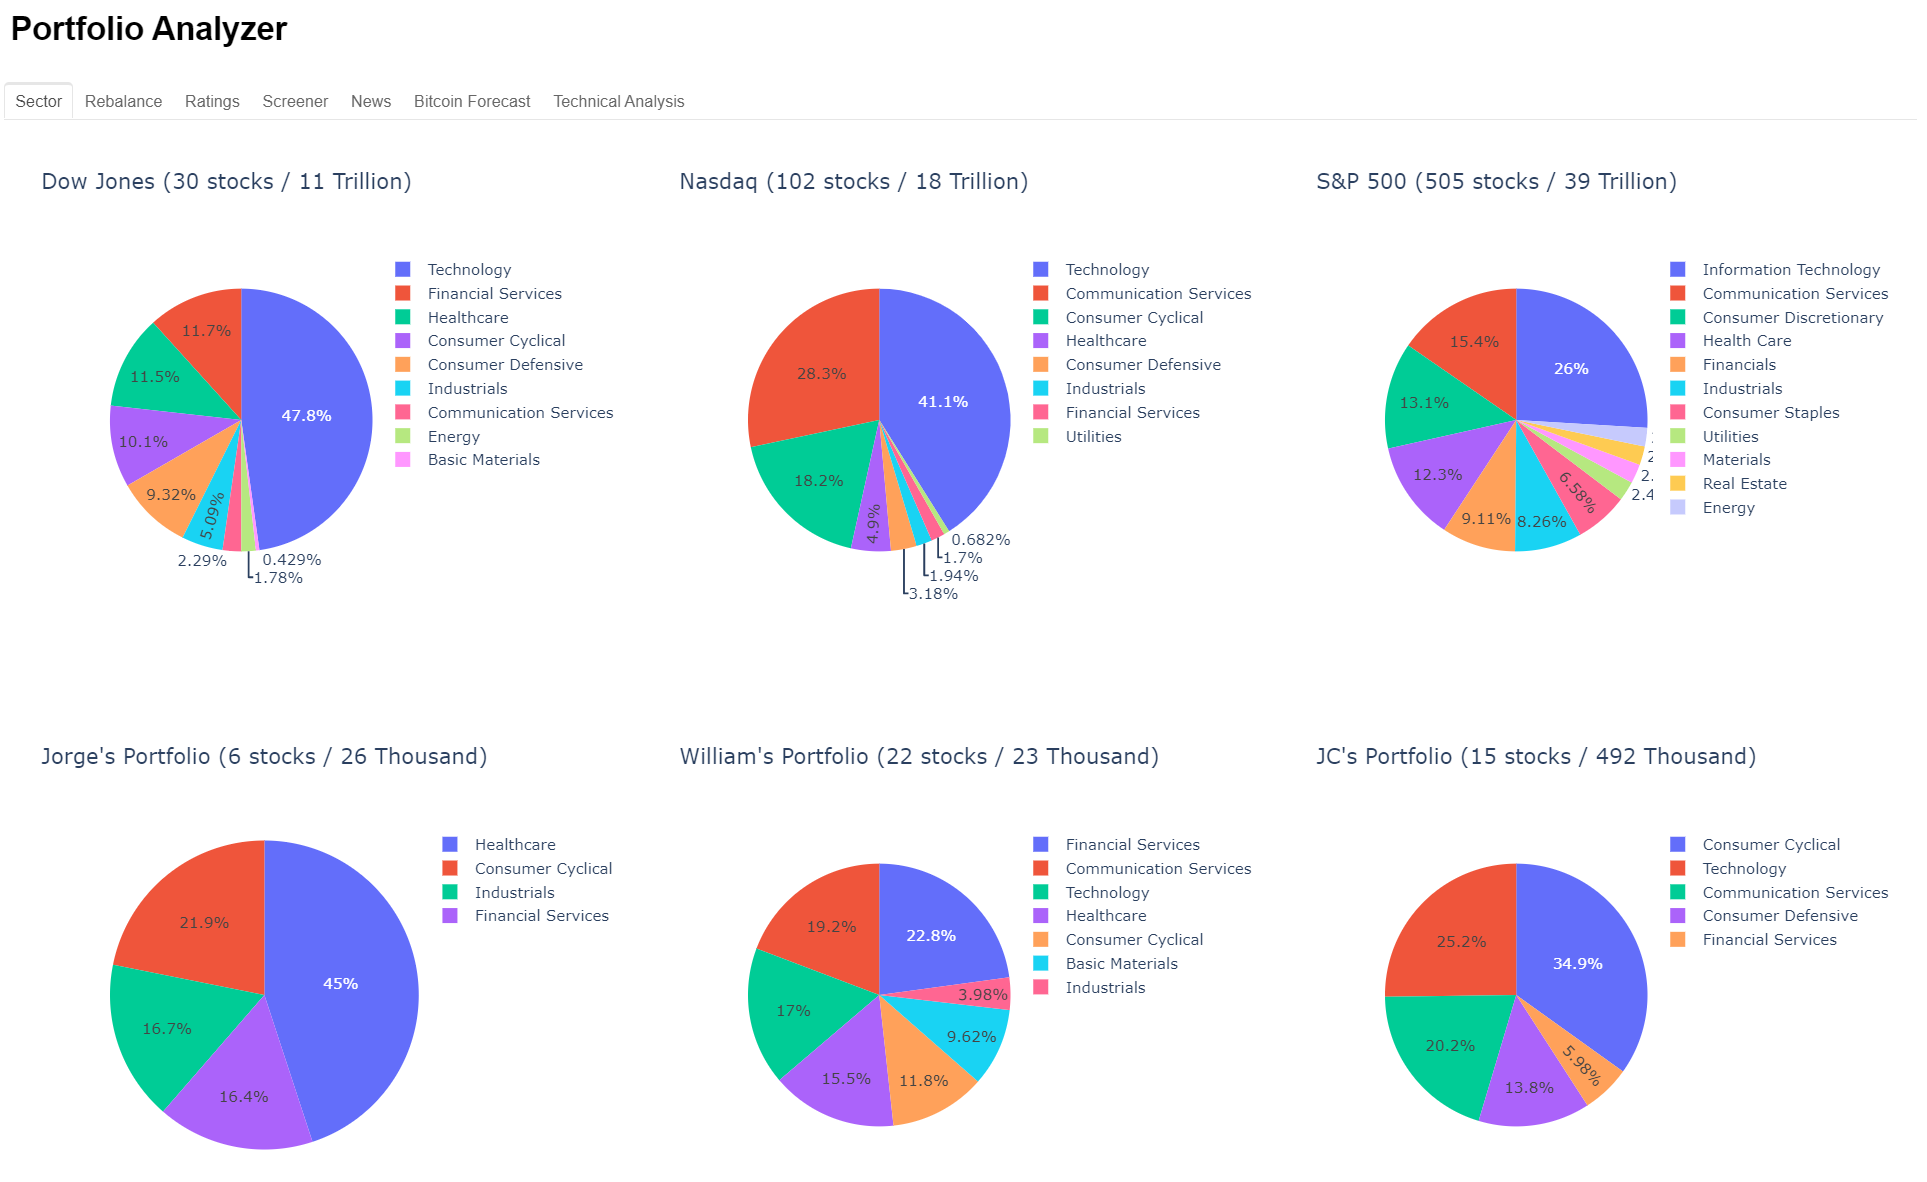 Portfolio Analyzer
Sector Rebalance Ratings Screener News Bitcoin Forecast Technical Analysis
Dow Jones (30 stocks / 11 Trillion)
Technology
Financial Services
Healthcare
Consumer Cyclical
Consumer Defensive
Industrials
Communication Services
Energy
Basic Materials
47.8%
11.7%
11.5%
10.1%
9.32%
5.09%
2.29%
1.78%
0.429%
Nasdaq (102 stocks / 18 Trillion)
Technology
Communication Services
Consumer Cyclical
Healthcare
Consumer Defensive
Industrials
Financial Services
Utilities
41.1%
28.3%
18.2%
4.9%
3.18%
1.94%
1.7%
0.682%
S&P 500 (505 stocks / 39 Trillion)
Information Technology
Communication Services
Consumer Discretionary
Health Care
Financials
Industrials
Consumer Staples
Utilities
Materials
Real Estate
Energy
26%
15.4%
13.1%
12.3%
9.11%
8.26%
6.58%
2.4
2.
2
Jorge's Portfolio (6 stocks / 26 Thousand)
Healthcare
Consumer Cyclical
Industrials
Financial Services
45%
21.9%
16.7%
16.4%
William's Portfolio (22 stocks / 23 Thousand)
Financial Services
Communication Services
Technology
Healthcare
Consumer Cyclical
Basic Materials
Industrials
22.8%
19.2%
17%
15.5%
11.8%
9.62%
3.98%
JC's Portfolio (15 stocks / 492 Thousand)
Consumer Cyclical
Technology
Communication Services
Consumer Defensive
Financial Services
34.9%
25.2%
20.2%
13.8%
5.98%